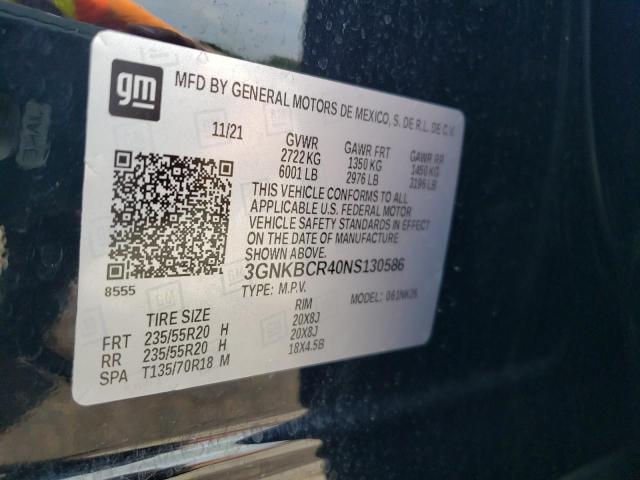 gm
MFD BY GENERAL MOTORS DE MEXICO, S. DE R.L. DE C.V.
11/21 GVWR GAWR FRT GAWR RR
2722 KG 1350 KG 1450 KG
6001 LB 2976 LB 3196 LB
THIS VEHICLE CONFORMS TO ALL
APPLICABLE U.S. FEDERAL MOTOR
VEHICLE SAFETY STANDARDS IN EFFECT
ON THE DATE OF MANUFACTURE
SHOWN ABOVE.
3GNKBCR40NS130586
8555 TYPE: M.P.V. MODEL: 061NK26
TIRE SIZE RIM
FRT 235/55R20 H 20X8J
RR 235/55R20 H 20X8J
SPA T135/70R18 M 18X4.5B